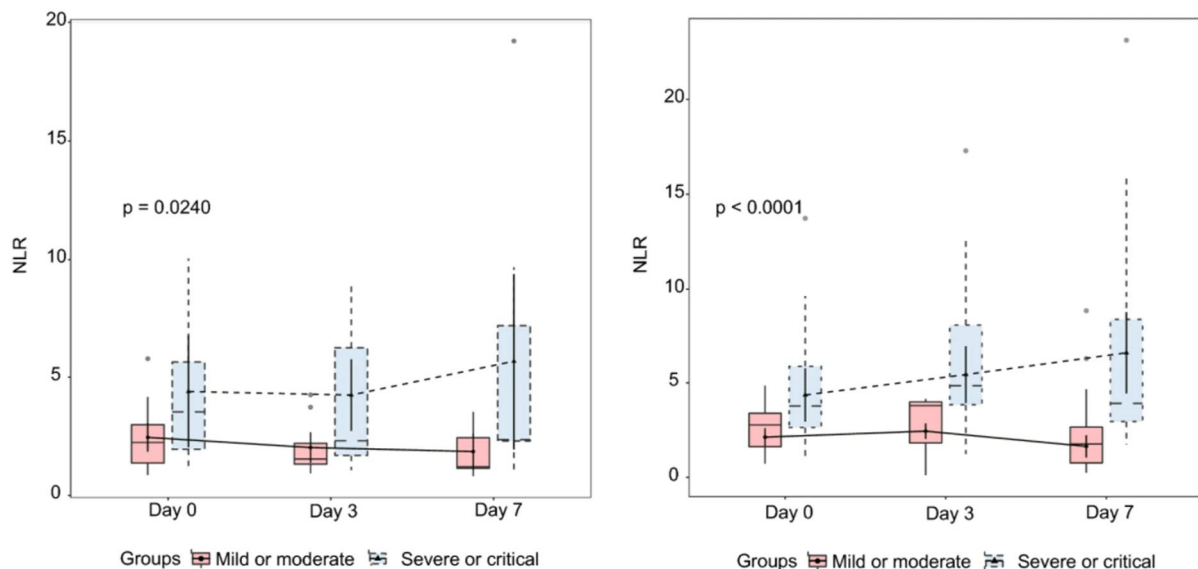 20
15
p = 0.0240
NLR
10
5
0
Day 0 Day 3 Day 7
Groups Mild or moderate Severe or critical
20
15
p < 0.0001
NLR
10
5
0
Day 0 Day 3 Day 7
Groups Mild or moderate Severe or critical